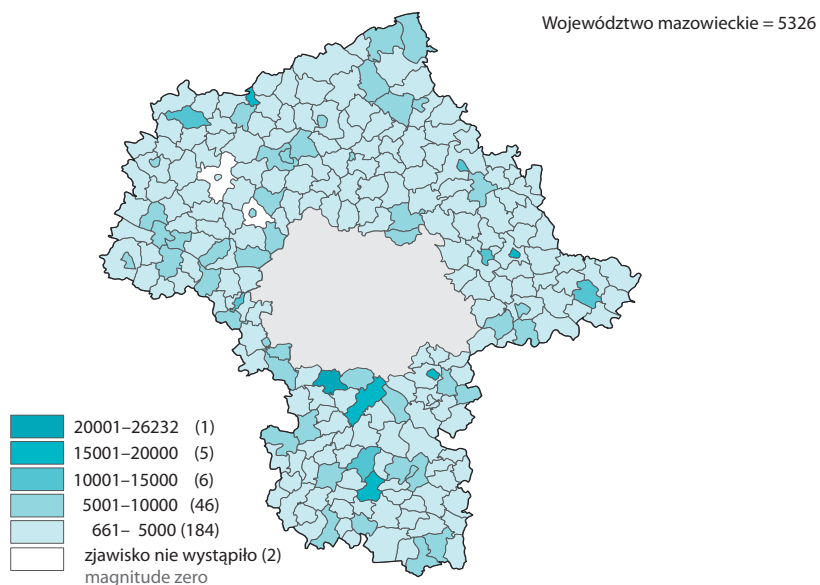 Województwo mazowieckie = 5326
20001–26232 (1)
15001–20000 (5)
10001–15000 (6)
5001–10000 (46)
661– 5000 (184)
zjawisko nie wystąpiło (2)
magnitude zero